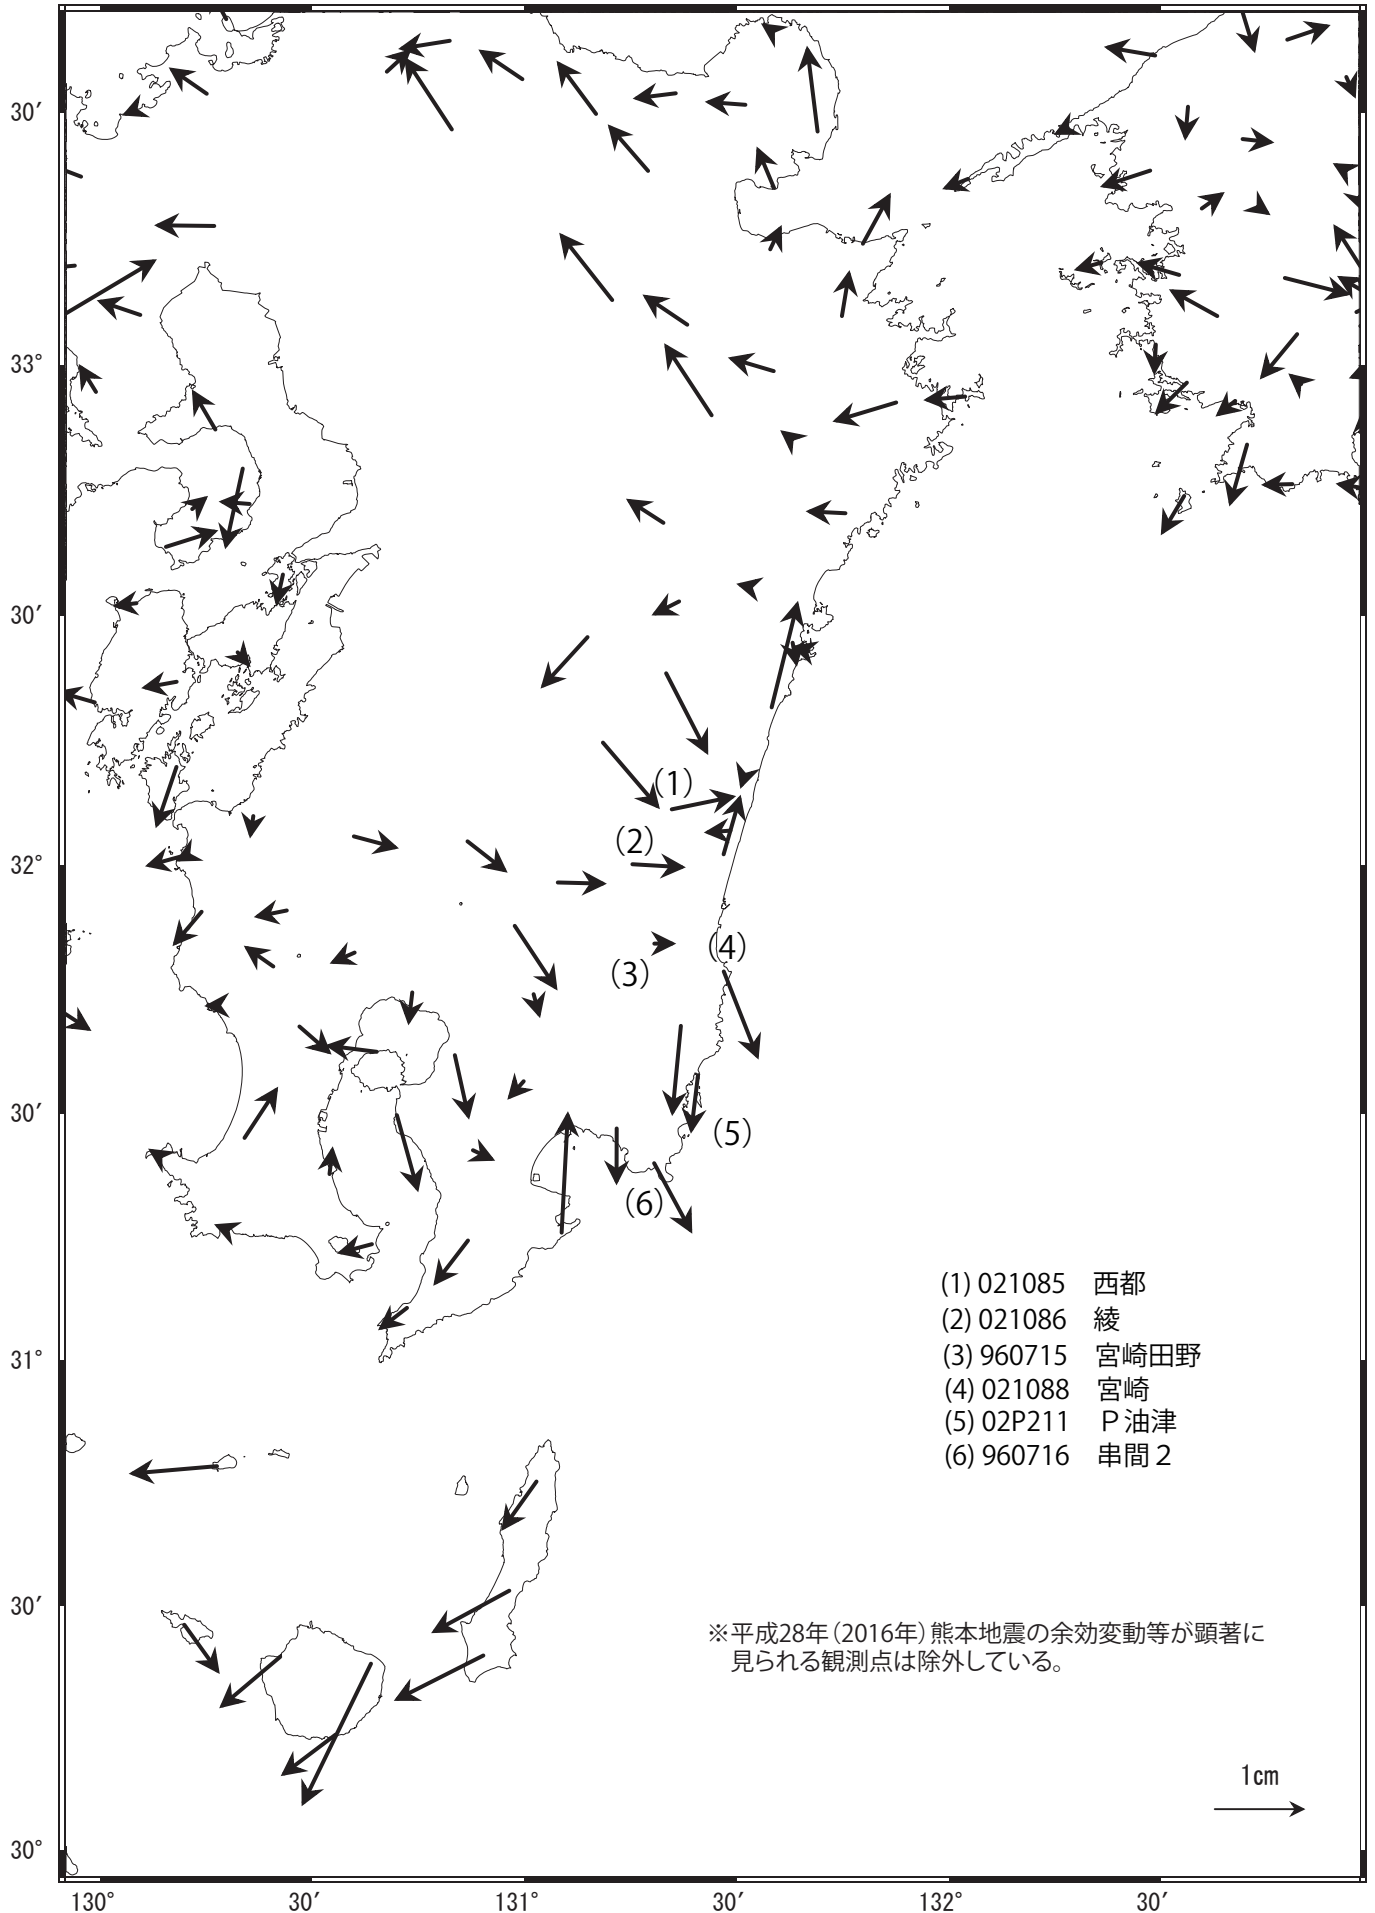 30′
33°
30′
(1)
(2)
32°
(4)
(3)
30′
(5)
(6)
(1) 021085 西都
(2) 021086 綾
(3) 960715 宮崎田野
31°
(4) 021088 宮崎
(5) 02P211 Ｐ油津
(6) 960716 串間２
30′
※平成28年（2016年）熊本地震の余効変動等が顕著に
見られる観測点は除外している。
1cm
30°
130° 30′ 131° 30′ 132° 30′